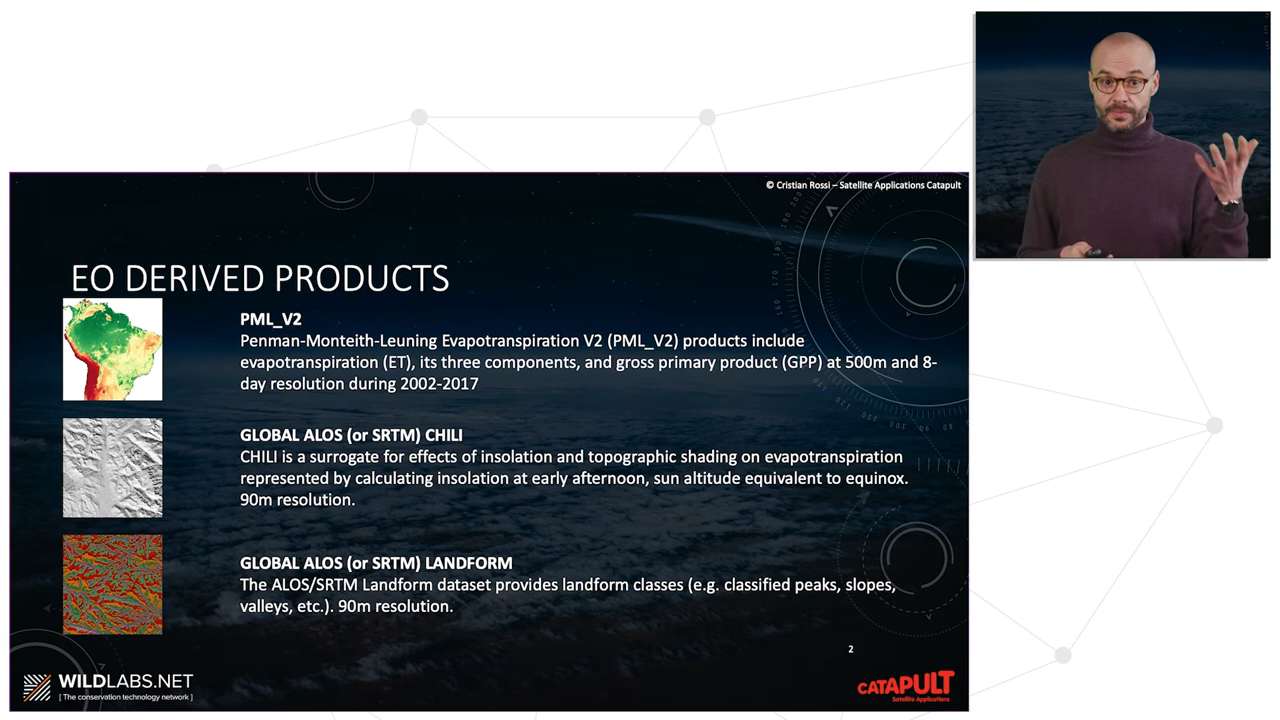 © Cristian Rossi – Satellite Applications Catapult
EO DERIVED PRODUCTS
PML_V2
Penman-Monteith-Leuning Evapotranspiration V2 (PML_V2) products include
evapotranspiration (ET), its three components, and gross primary product (GPP) at 500m and 8-
day resolution during 2002-2017
GLOBAL ALOS (or SRTM) CHILI
CHILI is a surrogate for effects of insolation and topographic shading on evapotranspiration
represented by calculating insolation at early afternoon, sun altitude equivalent to equinox.
90m resolution.
GLOBAL ALOS (or SRTM) LANDFORM
The ALOS/SRTM Landform dataset provides landform classes (e.g. classified peaks, slopes,
valleys, etc.). 90m resolution.
2
WILDLABS.NET
[ The conservation technology network ]
CATAPULT
Satellite Applications